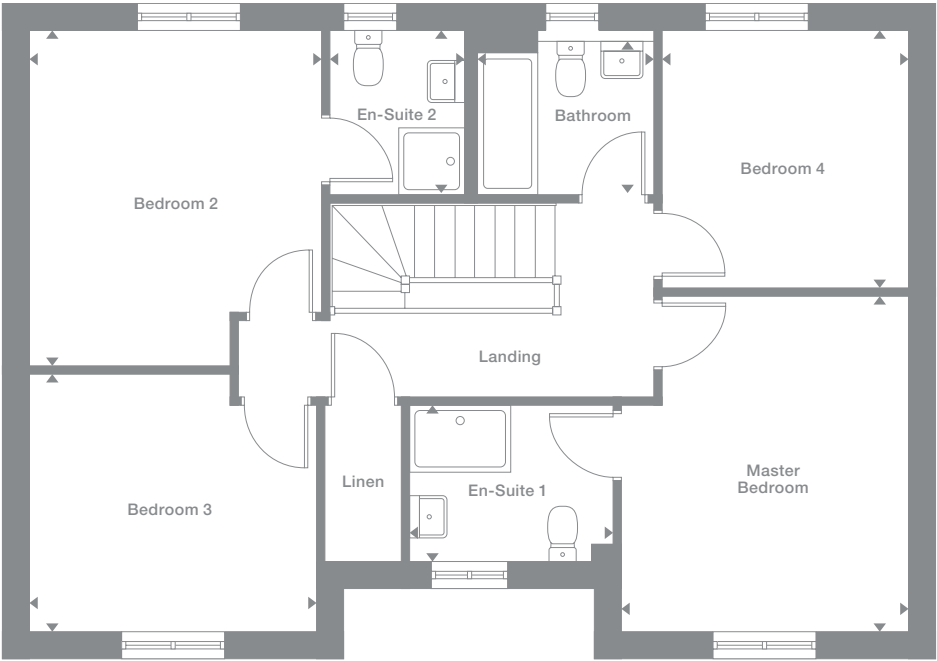 En-Suite 2
Bathroom
Bedroom 4
Bedroom 2
Landing
Master
Bedroom
Linen
En-Suite 1
Bedroom 3